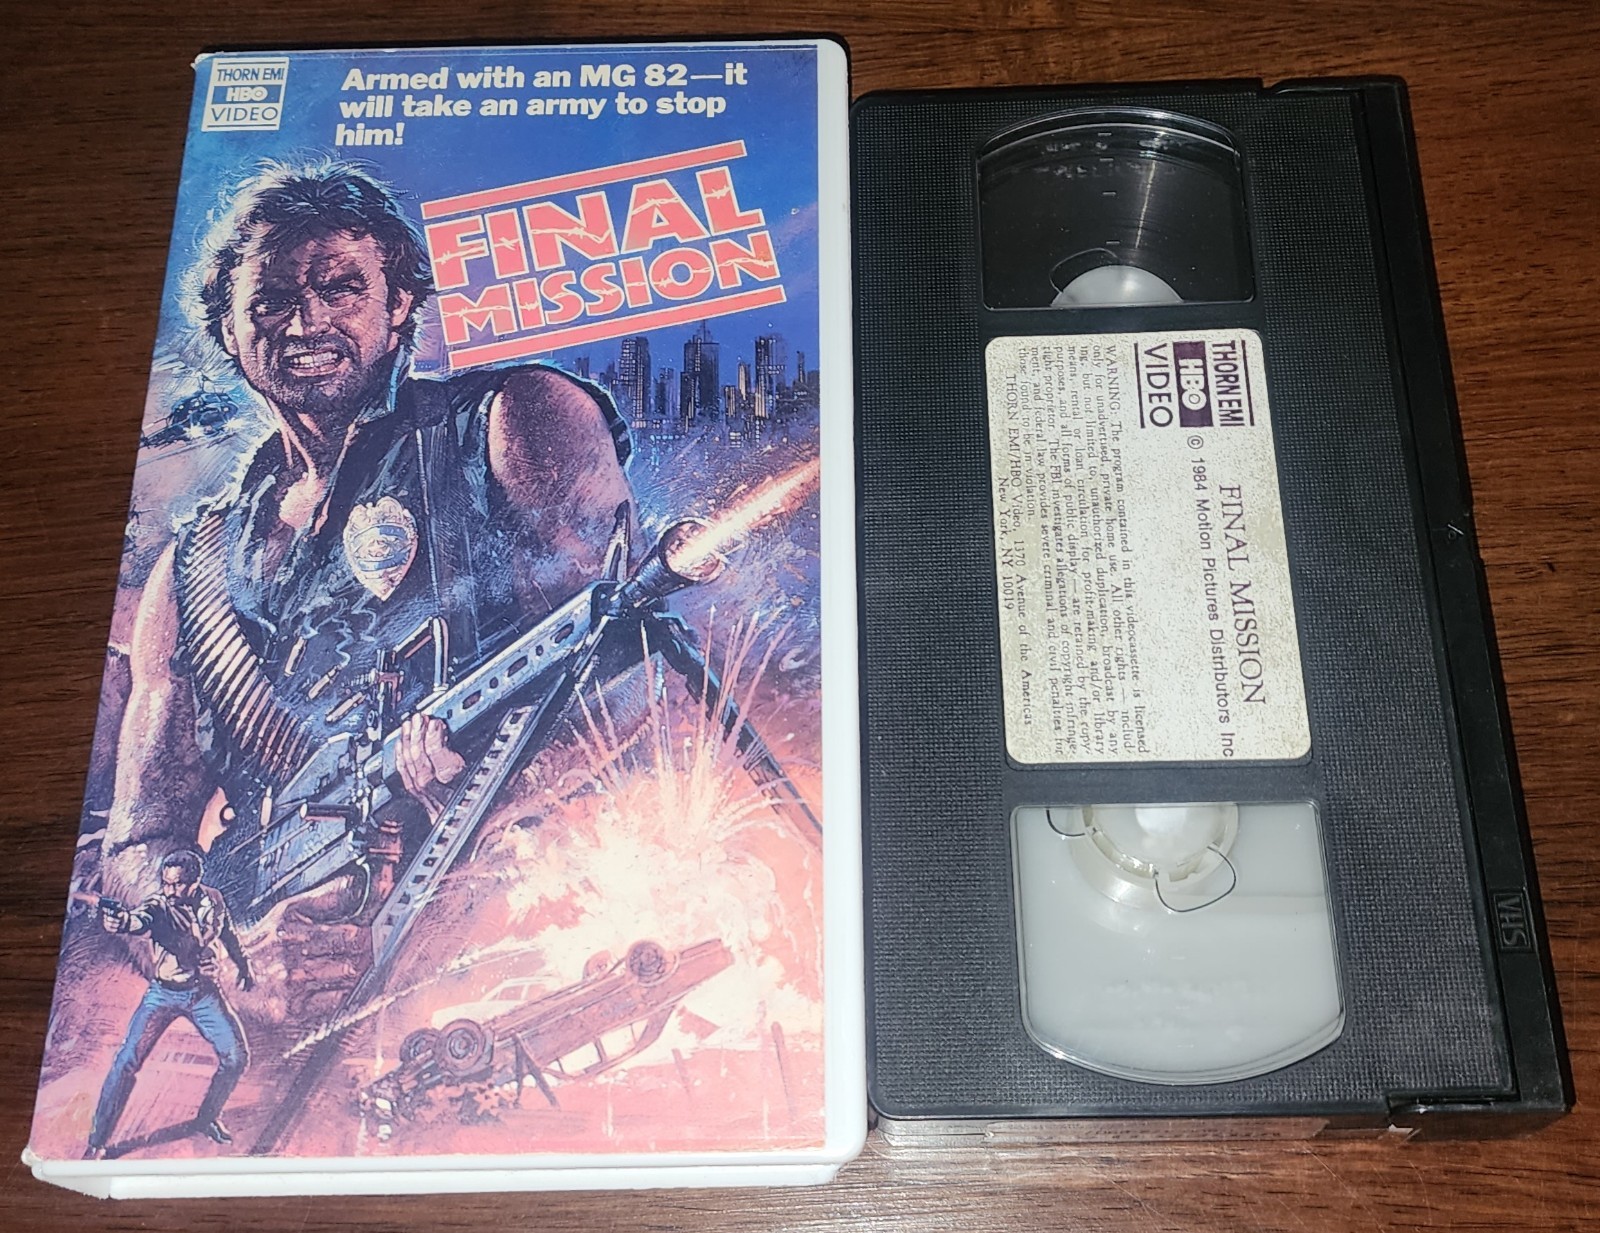 THORN EMI
HBO
VIDEO
Armed with an MG 82—it
will take an army to stop
him!
FINAL
MISSION
THORN EMI
HBO
VIDEO
FINAL MISSION
© 1984 Motion Pictures Distributors Inc
WARNING: The program contained in this videocassette is licensed
only for unadvertised, private home use. All other rights — includ-
ing, but not limited to, unauthorized duplication, broadcast by any
means, rental or loan circulation for profit-making and/or library
purposes, and all forms of public display — are retained by the copy-
right proprietor. The FBI investigates allegations of copyright infringe-
ment, and federal law provides severe criminal and civil penalties for
those found to be in violation.
THORN EMI/HBO Video, 1370 Avenue of the Americas
New York, NY 10019
VHS